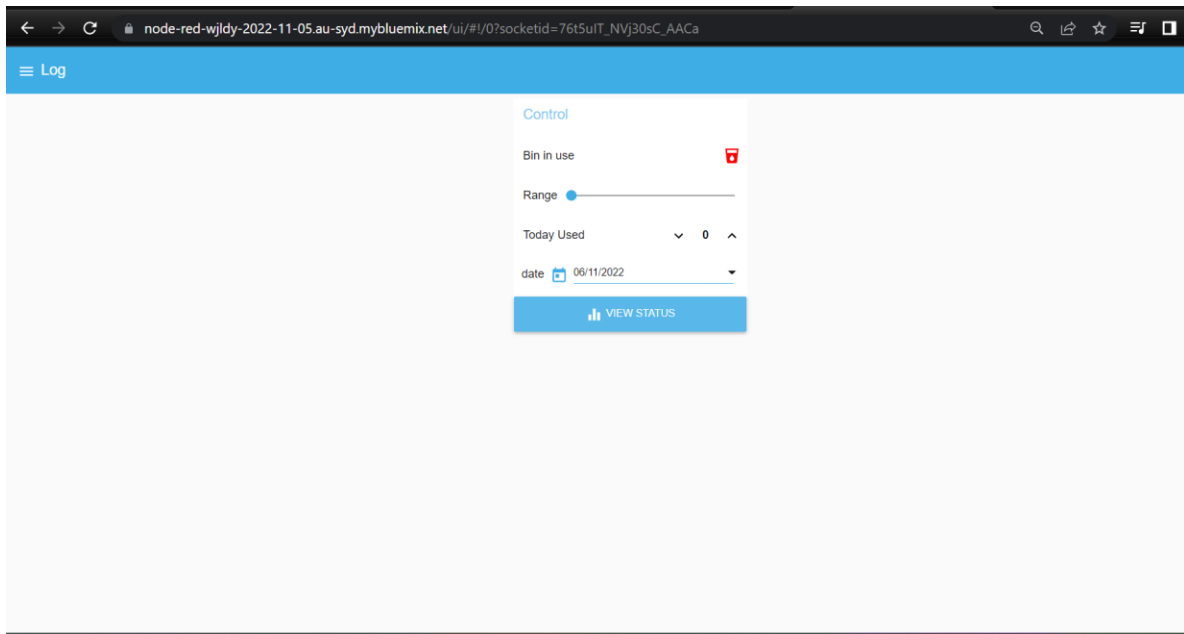 node-red-wjldy-2022-11-05.au-syd.mybluemix.net/ui/#!/0?socketid=76t5uIT_NVj30sC_AACa
Log
Control
Bin in use
Range
Today Used 0
date 06/11/2022
VIEW STATUS